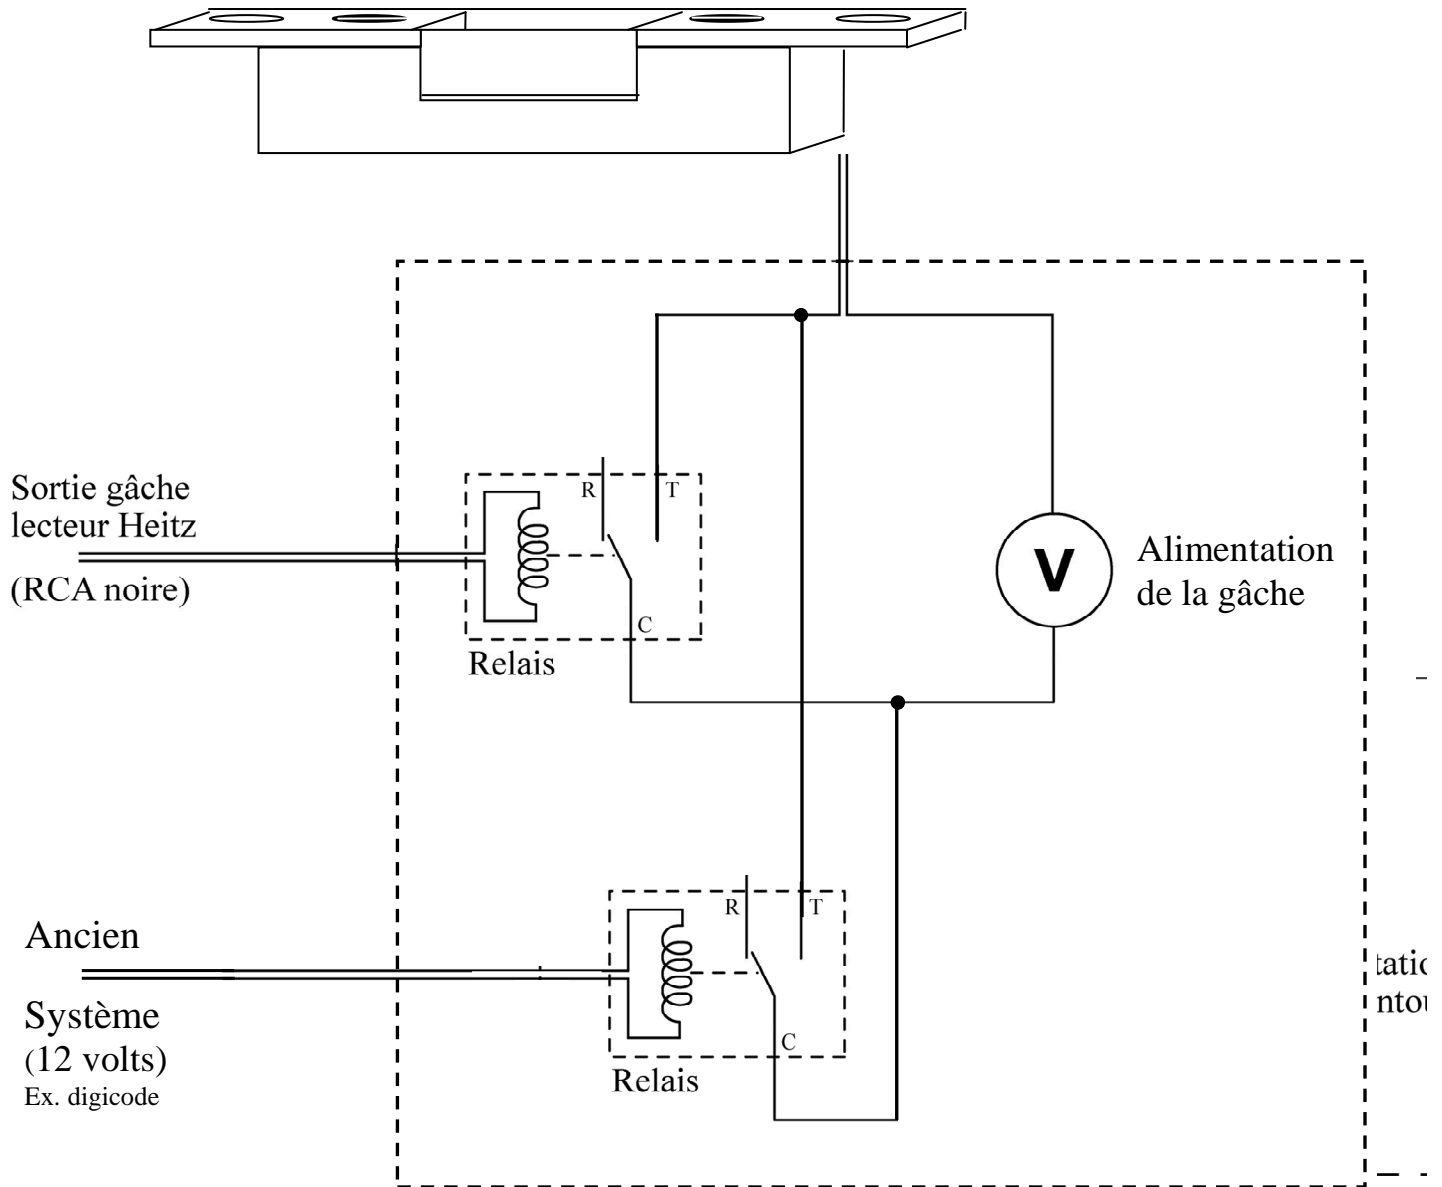 Sortie gâche
lecteur Heitz
(RCA noire)
R
T
C
Relais
V
Alimentation
de la gâche
Ancien
Système
(12 volts)
Ex. digicode
R
T
C
Relais